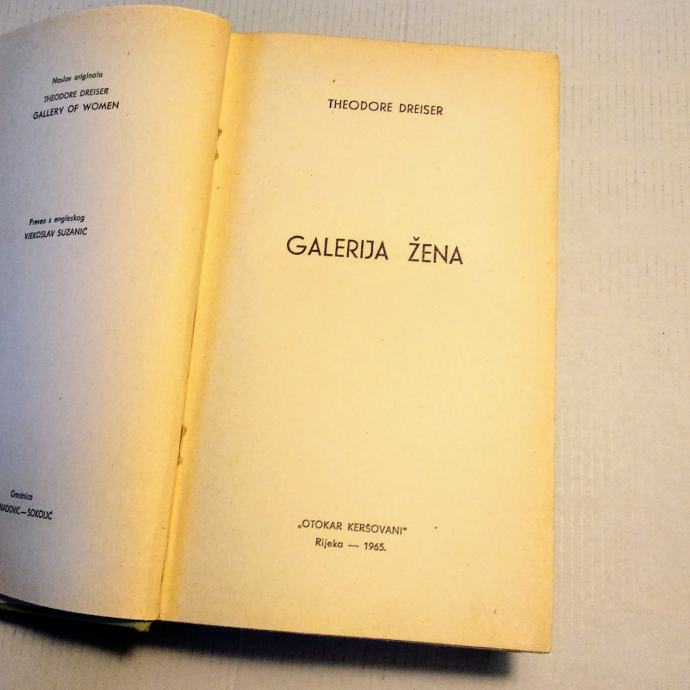 Naslov originala
THEODORE DREISER
GALLERY OF WOMEN
Preveo s engleskog
VJEKOSLAV SUZANIĆ
Omotnica
SOKOLIĆ
THEODORE DREISER
GALERIJA ŽENA
„OTOKAR KERŠOVANI"
Rijeka — 1965.